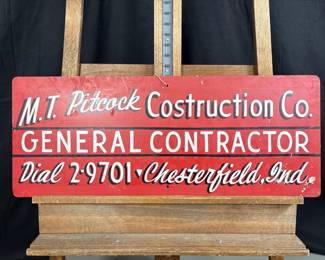 M.T. Pitcock Costruction Co.
GENERAL CONTRACTOR
Dial 2-9701 • Chesterfield, Ind.